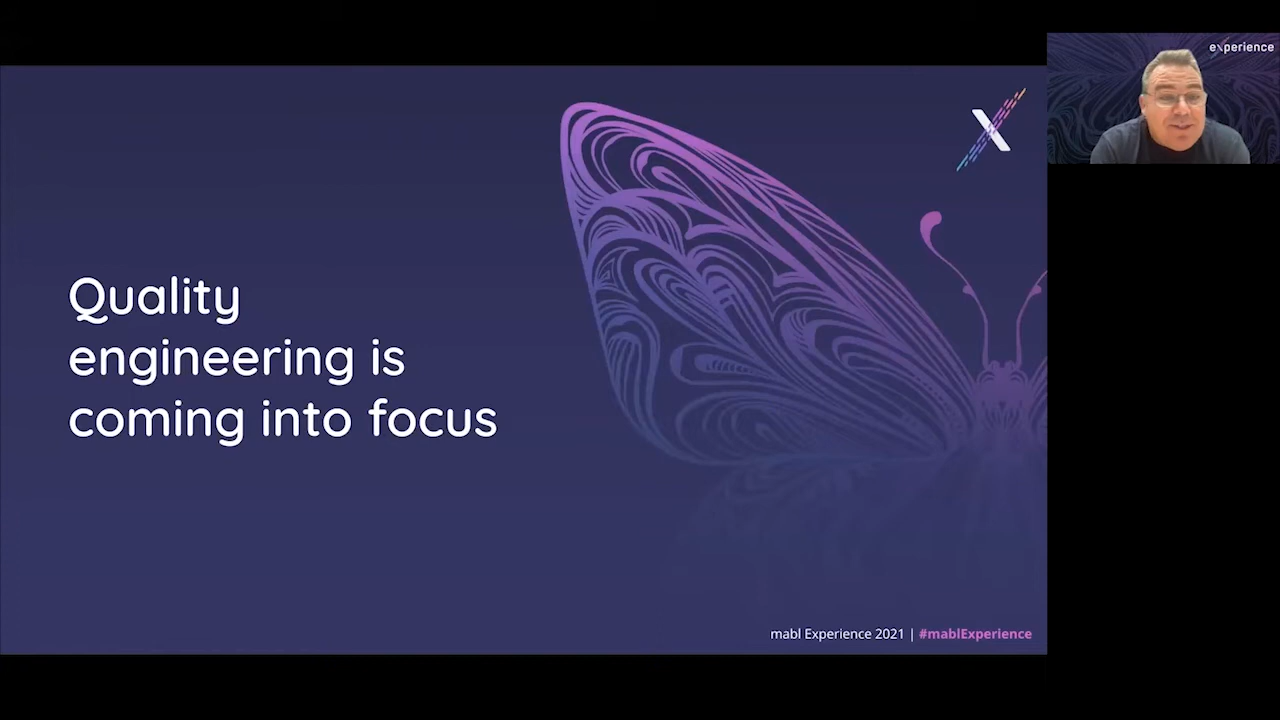 experience
X
Quality
engineering is
coming into focus
mabl Experience 2021 | #mablExperience